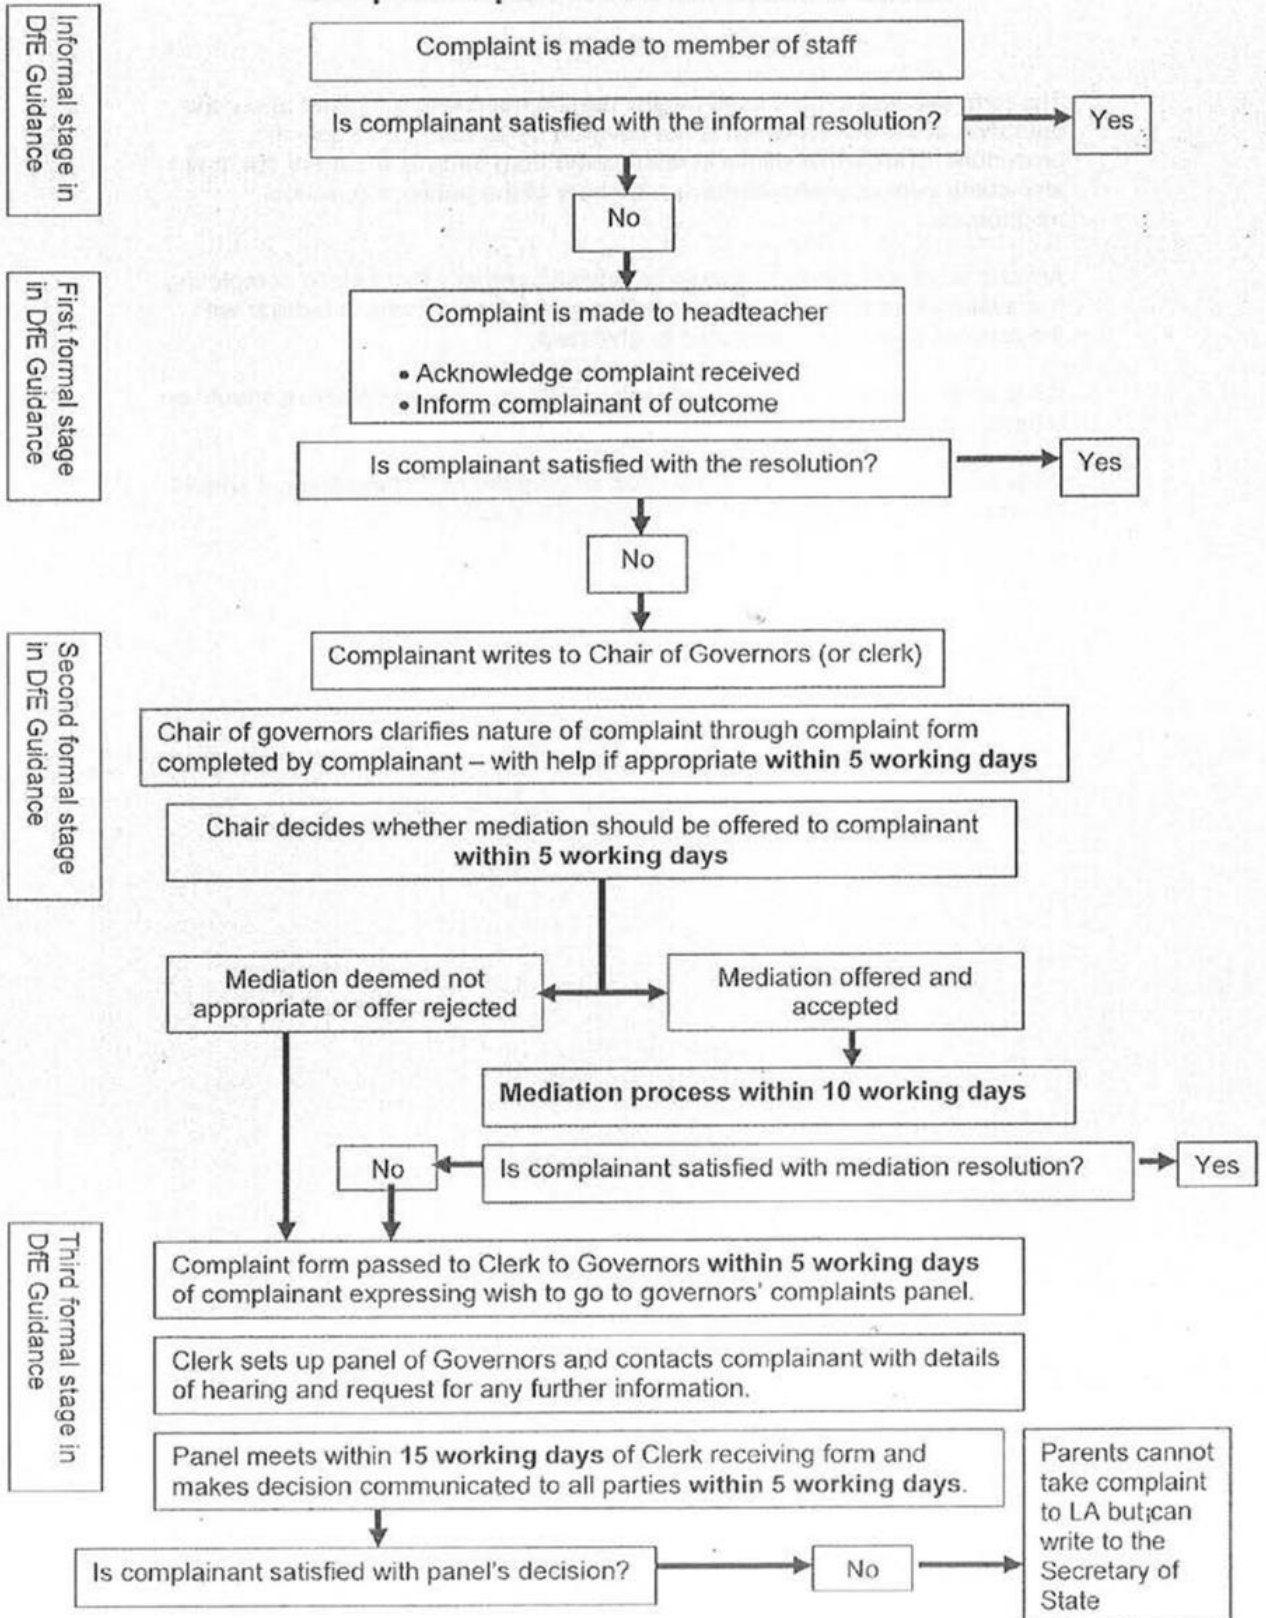 Informal stage in
DfE Guidance
Complaint is made to member of staff
Is complainant satisfied with the informal resolution?
Yes
No
First formal stage
in DfE Guidance
Complaint is made to headteacher
• Acknowledge complaint received
• Inform complainant of outcome
Is complainant satisfied with the resolution?
Yes
No
Second formal stage
in DfE Guidance
Complainant writes to Chair of Governors (or clerk)
Chair of governors clarifies nature of complaint through complaint form
completed by complainant – with help if appropriate within 5 working days
Chair decides whether mediation should be offered to complainant
within 5 working days
Mediation deemed not
appropriate or offer rejected
Mediation offered and
accepted
Mediation process within 10 working days
Is complainant satisfied with mediation resolution?
No
Yes
Third formal stage in
DfE Guidance
Complaint form passed to Clerk to Governors within 5 working days
of complainant expressing wish to go to governors' complaints panel.
Clerk sets up panel of Governors and contacts complainant with details
of hearing and request for any further information.
Panel meets within 15 working days of Clerk receiving form and
makes decision communicated to all parties within 5 working days.
Is complainant satisfied with panel's decision?
No
Parents cannot
take complaint
to LA but can
write to the
Secretary of
State